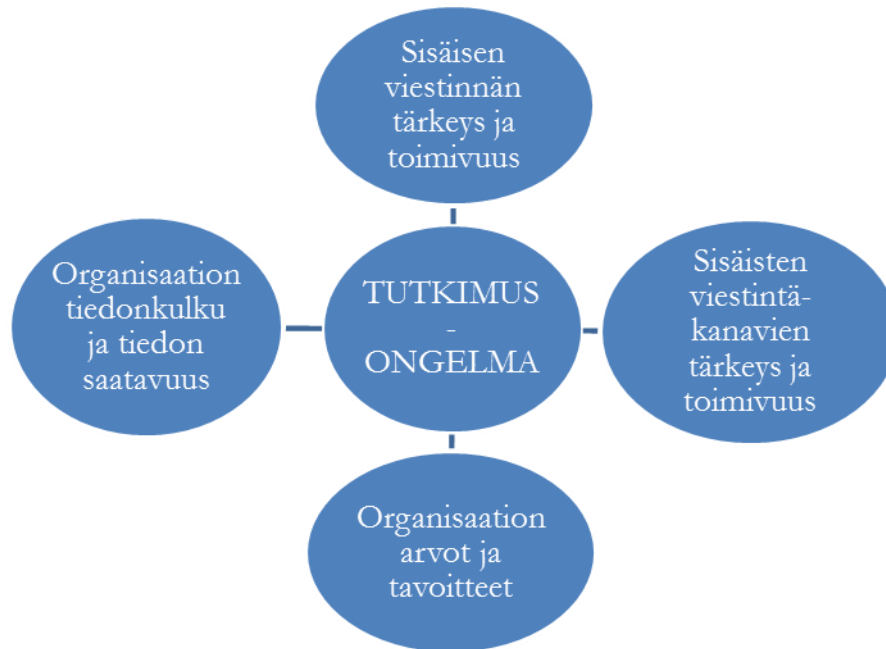 Sisäisen
viestinnän
tärkeys ja
toimivuus
Organisaation
tiedonkulku
ja tiedon
saatavuus
TUTKIMUS
-
ONGELMA
Sisäisten
viestintä-
kanavien
tärkeys ja
toimivuus
Organisaation
arvot ja
tavoitteet